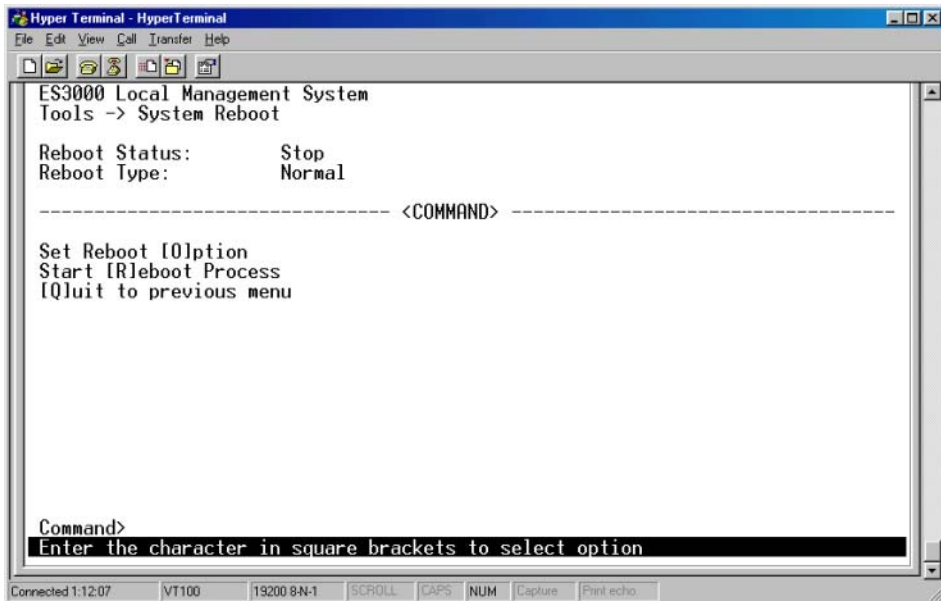 Hyper Terminal - HyperTerminal
File Edit View Call Transfer Help
ES3000 Local Management System
Tools -> System Reboot
Reboot Status: Stop
Reboot Type: Normal
-------------------------------- <COMMAND> -----------------------------------
Set Reboot [O]ption
Start [R]eboot Process
[Q]uit to previous menu
Command>
Enter the character in square brackets to select option
Connected 1:12:07 VT100 19200 8-N-1 SCROLL CAPS NUM Capture Print echo